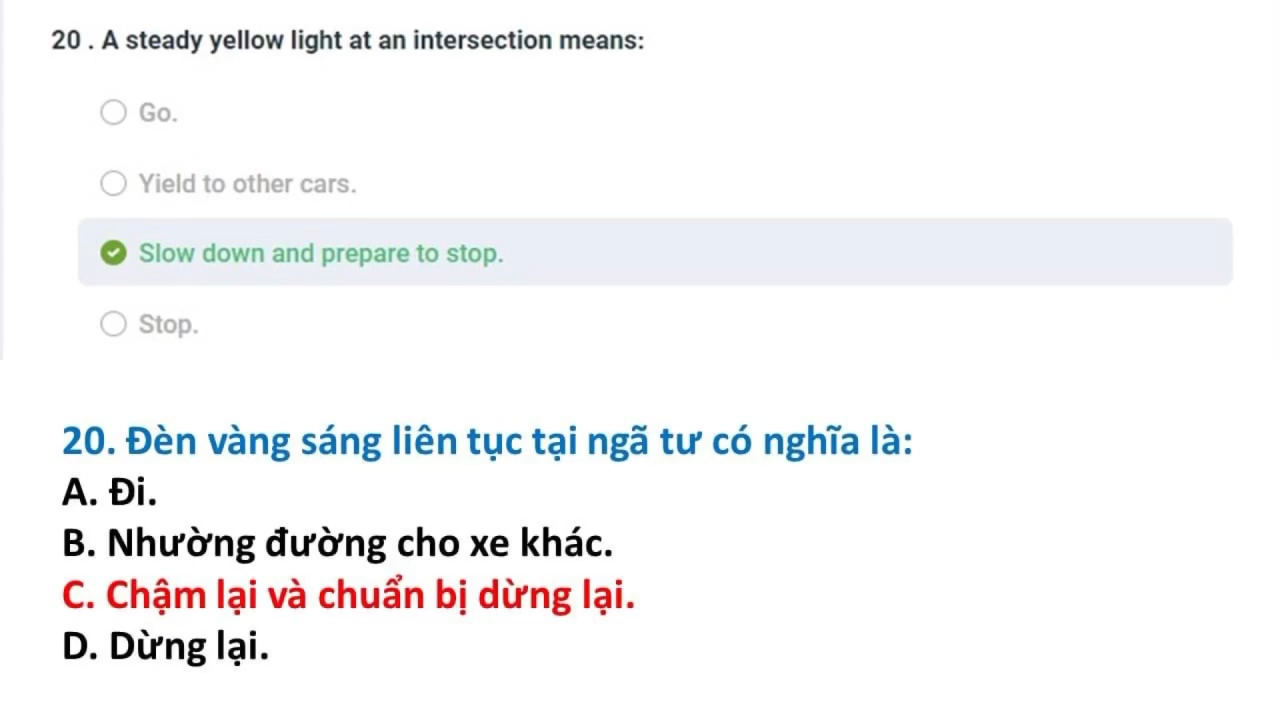 20 . A steady yellow light at an intersection means:
Go.
Yield to other cars.
Slow down and prepare to stop.
Stop.
20. Đèn vàng sáng liên tục tại ngã tư có nghĩa là:
A. Đi.
B. Nhường đường cho xe khác.
C. Chậm lại và chuẩn bị dừng lại.
D. Dừng lại.